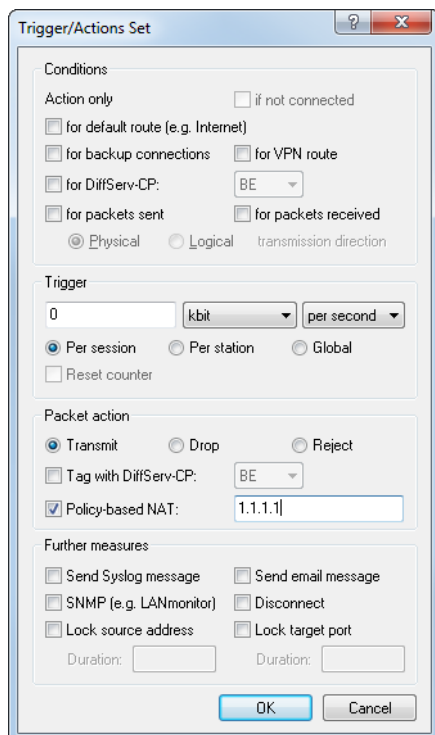 Trigger/Actions Set
?
Conditions
Action only if not connected
for default route (e.g. Internet)
for backup connections for VPN route
for DiffServ-CP: BE
for packets sent for packets received
Physical Logical transmission direction
Trigger
0 kbit per second
Per session Per station Global
Reset counter
Packet action
Transmit Drop Reject
Tag with DiffServ-CP: BE
Policy-based NAT: 1.1.1.1
Further measures
Send Syslog message Send email message
SNMP (e.g. LANmonitor) Disconnect
Lock source address Lock target port
Duration: Duration:
OK Cancel